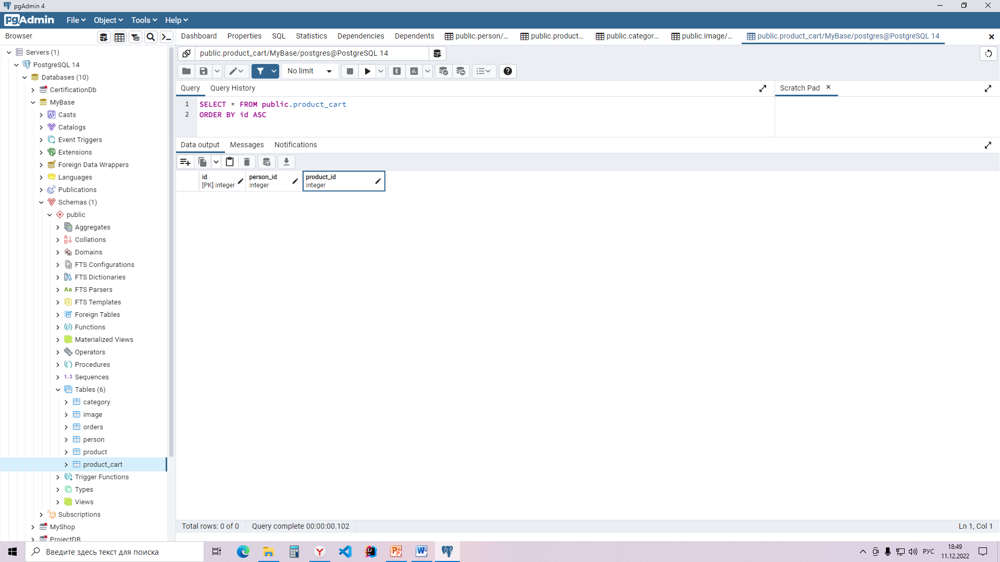 pgAdmin 4
pgAdmin File Object Tools Help
Browser
Dashboard Properties SQL Statistics Dependencies Dependents public.person/... public.product... public.categor... public.image/... public.product_cart/MyBase/postgres@PostgreSQL 14
public.product_cart/MyBase/postgres@PostgreSQL 14
No limit
E
Query Query History
Scratch Pad
1 SELECT * FROM public.product_cart
2 ORDER BY id ASC
Data output Messages Notifications
id person_id product_id
[PK] integer integer integer
Servers (1)
PostgreSQL 14
Databases (10)
CertificationDb
MyBase
Casts
Catalogs
Event Triggers
Extensions
Foreign Data Wrappers
Languages
Publications
Schemas (1)
public
Aggregates
Collations
Domains
FTS Configurations
FTS Dictionaries
Aa FTS Parsers
FTS Templates
Foreign Tables
Functions
Materialized Views
Operators
Procedures
1..3 Sequences
Tables (6)
category
image
orders
person
product
product_cart
Trigger Functions
Types
Views
Subscriptions
MyShop
ProjectDB
Total rows: 0 of 0 Query complete 00:00:00.102 Ln 1, Col 1
Введите здесь текст для поиска
РУС
18:49
11.12.2022